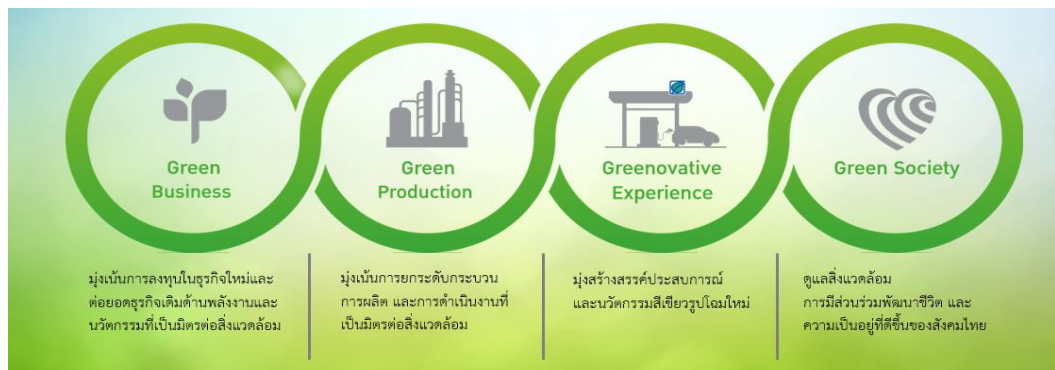 Green
Business
Green
Production
Greenovative
Experience
Green Society
มุ่งเน้นการลงทุนในธุรกิจใหม่และ
ต่อยอดธุรกิจเดิมด้านพลังงานและ
นวัตกรรมที่เป็นมิตรต่อสิ่งแวดล้อม
มุ่งเน้นการยกระดับกระบวน
การผลิต และการดำเนินงานที่
เป็นมิตรต่อสิ่งแวดล้อม
มุ่งสร้างสรรค์ประสบการณ์
และนวัตกรรมสีเขียวรูปโฉมใหม่
ดูแลสิ่งแวดล้อม
การมีส่วนร่วมพัฒนาชีวิต และ
ความเป็นอยู่ที่ดีขึ้นของสังคมไทย